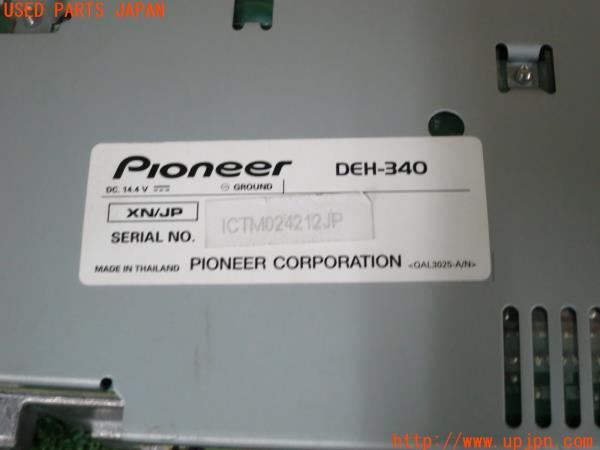 USED PARTS JAPAN
Pioneer
DEH-340
DC. 14.4 V
⊖ GROUND
XN/JP
SERIAL NO. ICTM024212JP
MADE IN THAILAND PIONEER CORPORATION <QAL3025-A/N>
http://www.upjpn.com/